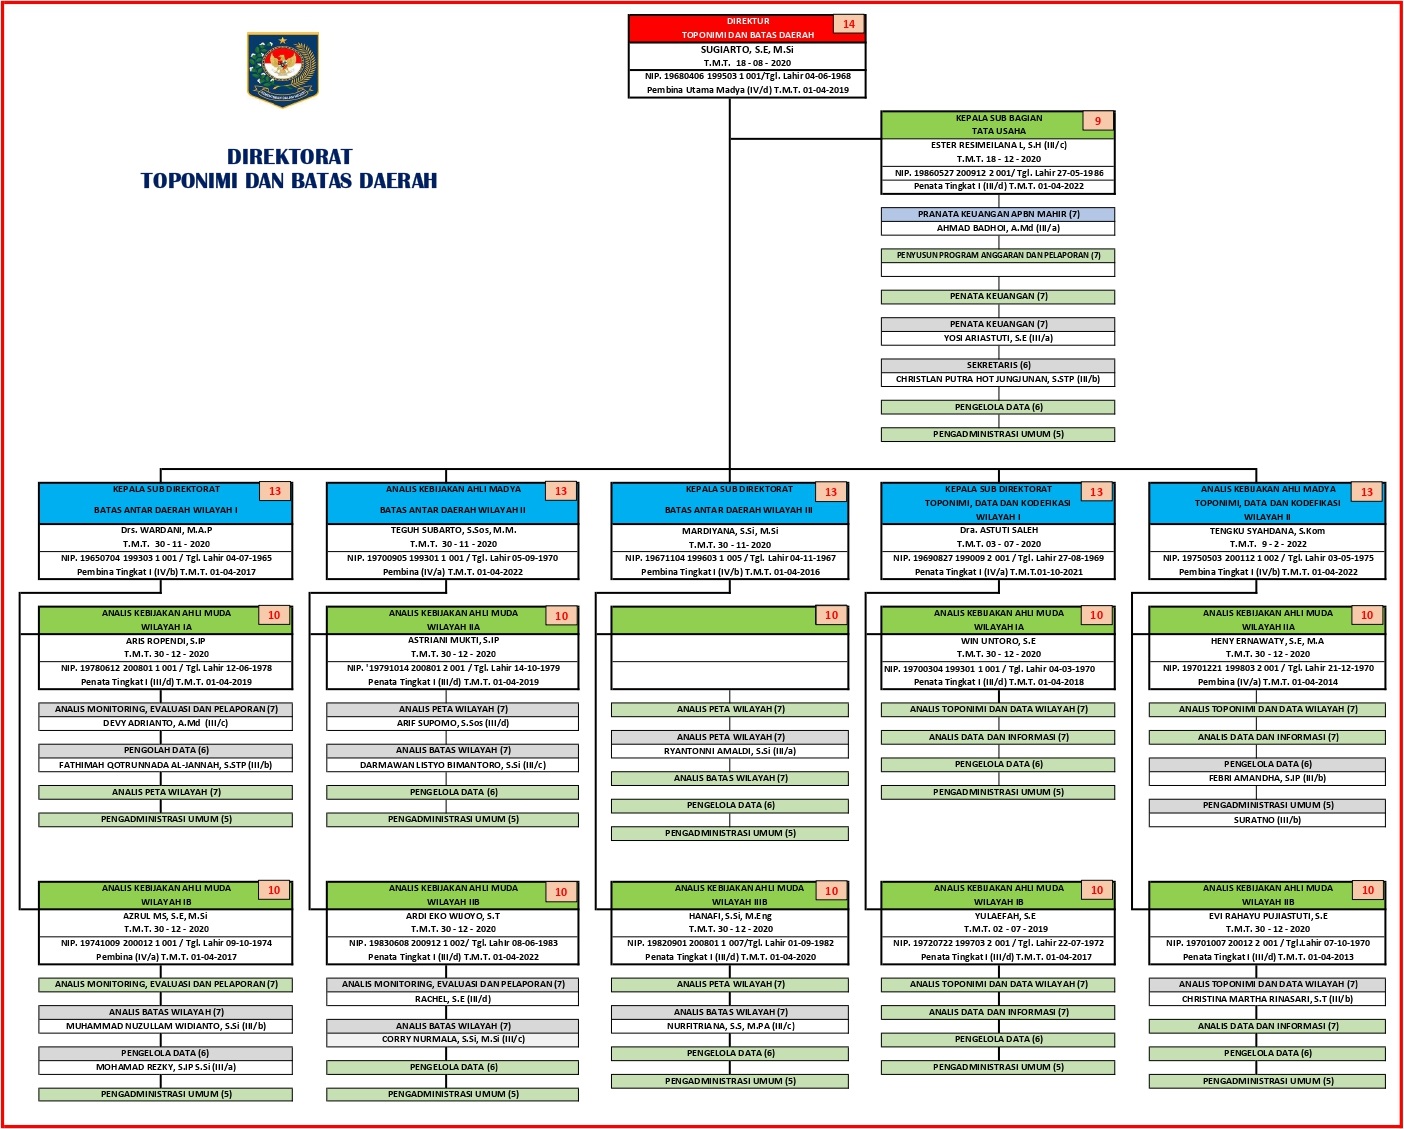 DIREKTORAT
TOPONIMI DAN BATAS DAERAH
DIREKTUR
14
TOPONIMI DAN BATAS DAERAH
SUGIARTO, S.E, M.Si
T.M.T. 18 - 08 - 2020
NIP. 19680406 199503 1 001/Tgl. Lahir 04-06-1968
Pembina Utama Madya (IV/d) T.M.T. 01-04-2019
KEPALA SUB BAGIAN
9
TATA USAHA
ESTER RESIMEILANA L, S.H (III/c)
T.M.T. 18 - 12 - 2020
NIP. 19860527 200912 2 001/ Tgl. Lahir 27-05-1986
Penata Tingkat I (III/d) T.M.T. 01-04-2022
PRANATA KEUANGAN APBN MAHIR (7)
AHMAD BADHOI, A.Md (III/a)
PENYUSUN PROGRAM ANGGARAN DAN PELAPORAN (7)
PENATA KEUANGAN (7)
PENATA KEUANGAN (7)
YOSI ARIASTUTI, S.E (III/a)
SEKRETARIS (6)
CHRISTLAN PUTRA HOT JUNGJUNAN, S.STP (III/b)
PENGELOLA DATA (6)
PENGADMINISTRASI UMUM (5)
KEPALA SUB DIREKTORAT
13
BATAS ANTAR DAERAH WILAYAH I
Drs. WARDANI, M.A.P
T.M.T. 30 - 11 - 2020
NIP. 19650704 199303 1 001 / Tgl. Lahir 04-07-1965
Pembina Tingkat I (IV/b) T.M.T. 01-04-2017
ANALIS KEBIJAKAN AHLI MUDA
10
WILAYAH IA
ARIS ROPENDI, S.IP
T.M.T. 30 - 12 - 2020
NIP. 19780612 200801 1 001 / Tgl. Lahir 12-06-1978
Penata Tingkat I (III/d) T.M.T. 01-04-2019
ANALIS MONITORING, EVALUASI DAN PELAPORAN (7)
DEVY ADRIANTO, A.Md (III/c)
PENGOLAH DATA (6)
FATHIMAH QOTRUNNADA AL-JANNAH, S.STP (III/b)
ANALIS PETA WILAYAH (7)
PENGADMINISTRASI UMUM (5)
ANALIS KEBIJAKAN AHLI MUDA
10
WILAYAH IB
AZRUL MS, S.E, M.Si
T.M.T. 30 - 12 - 2020
NIP. 19741009 200012 1 001 / Tgl. Lahir 09-10-1974
Pembina (IV/a) T.M.T. 01-04-2017
ANALIS MONITORING, EVALUASI DAN PELAPORAN (7)
ANALIS BATAS WILAYAH (7)
MUHAMMAD NUZULLAM WIDIANTO, S.Si (III/b)
PENGELOLA DATA (6)
MOHAMAD REZKY, S.IP S.Si (III/a)
PENGADMINISTRASI UMUM (5)
ANALIS KEBIJAKAN AHLI MADYA
13
BATAS ANTAR DAERAH WILAYAH II
TEGUH SUBARTO, S.Sos, M.M.
T.M.T. 30 - 11 - 2020
NIP. 19700905 199301 1 001 / Tgl. Lahir 05-09-1970
Pembina (IV/a) T.M.T. 01-04-2022
ANALIS KEBIJAKAN AHLI MUDA
10
WILAYAH IIA
ASTRIANI MUKTI, S.IP
T.M.T. 30 - 12 - 2020
NIP. '19791014 200801 2 001 / Tgl. Lahir 14-10-1979
Penata Tingkat I (III/d) T.M.T. 01-04-2019
ANALIS PETA WILAYAH (7)
ARIF SUPOMO, S.Sos (III/d)
ANALIS BATAS WILAYAH (7)
DARMAWAN LISTYO BIMANTORO, S.Si (III/c)
PENGELOLA DATA (6)
PENGADMINISTRASI UMUM (5)
ANALIS KEBIJAKAN AHLI MUDA
10
WILAYAH IIB
ARDI EKO WIJOYO, S.T
T.M.T. 30 - 12 - 2020
NIP. 19830608 200912 1 002/ Tgl. Lahir 08-06-1983
Penata Tingkat I (III/d) T.M.T. 01-04-2022
ANALIS MONITORING, EVALUASI DAN PELAPORAN (7)
RACHEL, S.E (III/d)
ANALIS BATAS WILAYAH (7)
CORRY NURMALA, S.Si, M.Si (III/c)
PENGELOLA DATA (6)
PENGADMINISTRASI UMUM (5)
KEPALA SUB DIREKTORAT
13
BATAS ANTAR DAERAH WILAYAH III
MARDIYANA, S.Si, M.Si
T.M.T. 30 - 11- 2020
NIP. 19671104 199603 1 005 / Tgl. Lahir 04-11-1967
Pembina Tingkat I (IV/b) T.M.T. 01-04-2016
10
ANALIS PETA WILAYAH (7)
ANALIS PETA WILAYAH (7)
RYANTONNI AMALDI, S.Si (III/a)
ANALIS BATAS WILAYAH (7)
PENGELOLA DATA (6)
PENGADMINISTRASI UMUM (5)
ANALIS KEBIJAKAN AHLI MUDA
10
WILAYAH IIIB
HANAFI, S.Si, M.Eng
T.M.T. 30 - 12 - 2020
NIP. 19820901 200801 1 007/Tgl. Lahir 01-09-1982
Penata Tingkat I (III/d) T.M.T. 01-04-2020
ANALIS PETA WILAYAH (7)
ANALIS BATAS WILAYAH (7)
NURFITRIANA, S.S, M.PA (III/c)
PENGELOLA DATA (6)
PENGADMINISTRASI UMUM (5)
KEPALA SUB DIREKTORAT
13
TOPONIMI, DATA DAN KODEFIKASI
WILAYAH I
Dra. ASTUTI SALEH
T.M.T. 03 - 07 - 2020
NIP. 19690827 199009 2 001/ Tgl. Lahir 27-08-1969
Penata Tingkat I (IV/a) T.M.T.01-10-2021
ANALIS KEBIJAKAN AHLI MUDA
10
WILAYAH IA
WIN UNTORO, S.E
T.M.T. 30 - 12 - 2020
NIP. 19700304 199301 1 001 / Tgl. Lahir 04-03-1970
Penata Tingkat I (III/d) T.M.T. 01-04-2018
ANALIS TOPONIMI DAN DATA WILAYAH (7)
ANALIS DATA DAN INFORMASI (7)
PENGELOLA DATA (6)
PENGADMINISTRASI UMUM (5)
ANALIS KEBIJAKAN AHLI MUDA
10
WILAYAH IB
YULAEFAH, S.E
T.M.T. 02 - 07 - 2019
NIP. 19720722 199703 2 001 / Tgl. Lahir 22-07-1972
Penata Tingkat I (III/d) T.M.T. 01-04-2017
ANALIS TOPONIMI DAN DATA WILAYAH (7)
ANALIS DATA DAN INFORMASI (7)
PENGELOLA DATA (6)
PENGADMINISTRASI UMUM (5)
ANALIS KEBIJAKAN AHLI MADYA
13
TOPONIMI, DATA DAN KODEFIKASI
WILAYAH II
TENGKU SYAHDANA, S.Kom
T.M.T. 9 - 2 - 2022
NIP. 19750503 200112 1 002 / Tgl. Lahir 03-05-1975
Pembina Tingkat I (IV/b) T.M.T. 01-04-2022
ANALIS KEBIJAKAN AHLI MUDA
10
WILAYAH IIA
HENY ERNAWATY, S.E, M.A
T.M.T. 30 - 12 - 2020
NIP. 19701221 199803 2 001/ Tgl. Lahir 21-12-1970
Pembina (IV/a) T.M.T. 01-04-2014
ANALIS TOPONIMI DAN DATA WILAYAH (7)
ANALIS DATA DAN INFORMASI (7)
PENGELOLA DATA (6)
FEBRI AMANDHA, S.IP (III/b)
PENGADMINISTRASI UMUM (5)
SURATNO (III/b)
ANALIS KEBIJAKAN AHLI MUDA
10
WILAYAH IIB
EVI RAHAYU PUJIASTUTI, S.E
T.M.T. 30 - 12 - 2020
NIP. 19701007 20012 2 001 / Tgl.Lahir 07-10-1970
Penata Tingkat I (III/d) T.M.T. 01-04-2013
ANALIS TOPONIMI DAN DATA WILAYAH (7)
CHRISTINA MARTHA RINASARI, S.T (III/b)
ANALIS DATA DAN INFORMASI (7)
PENGELOLA DATA (6)
PENGADMINISTRASI UMUM (5)